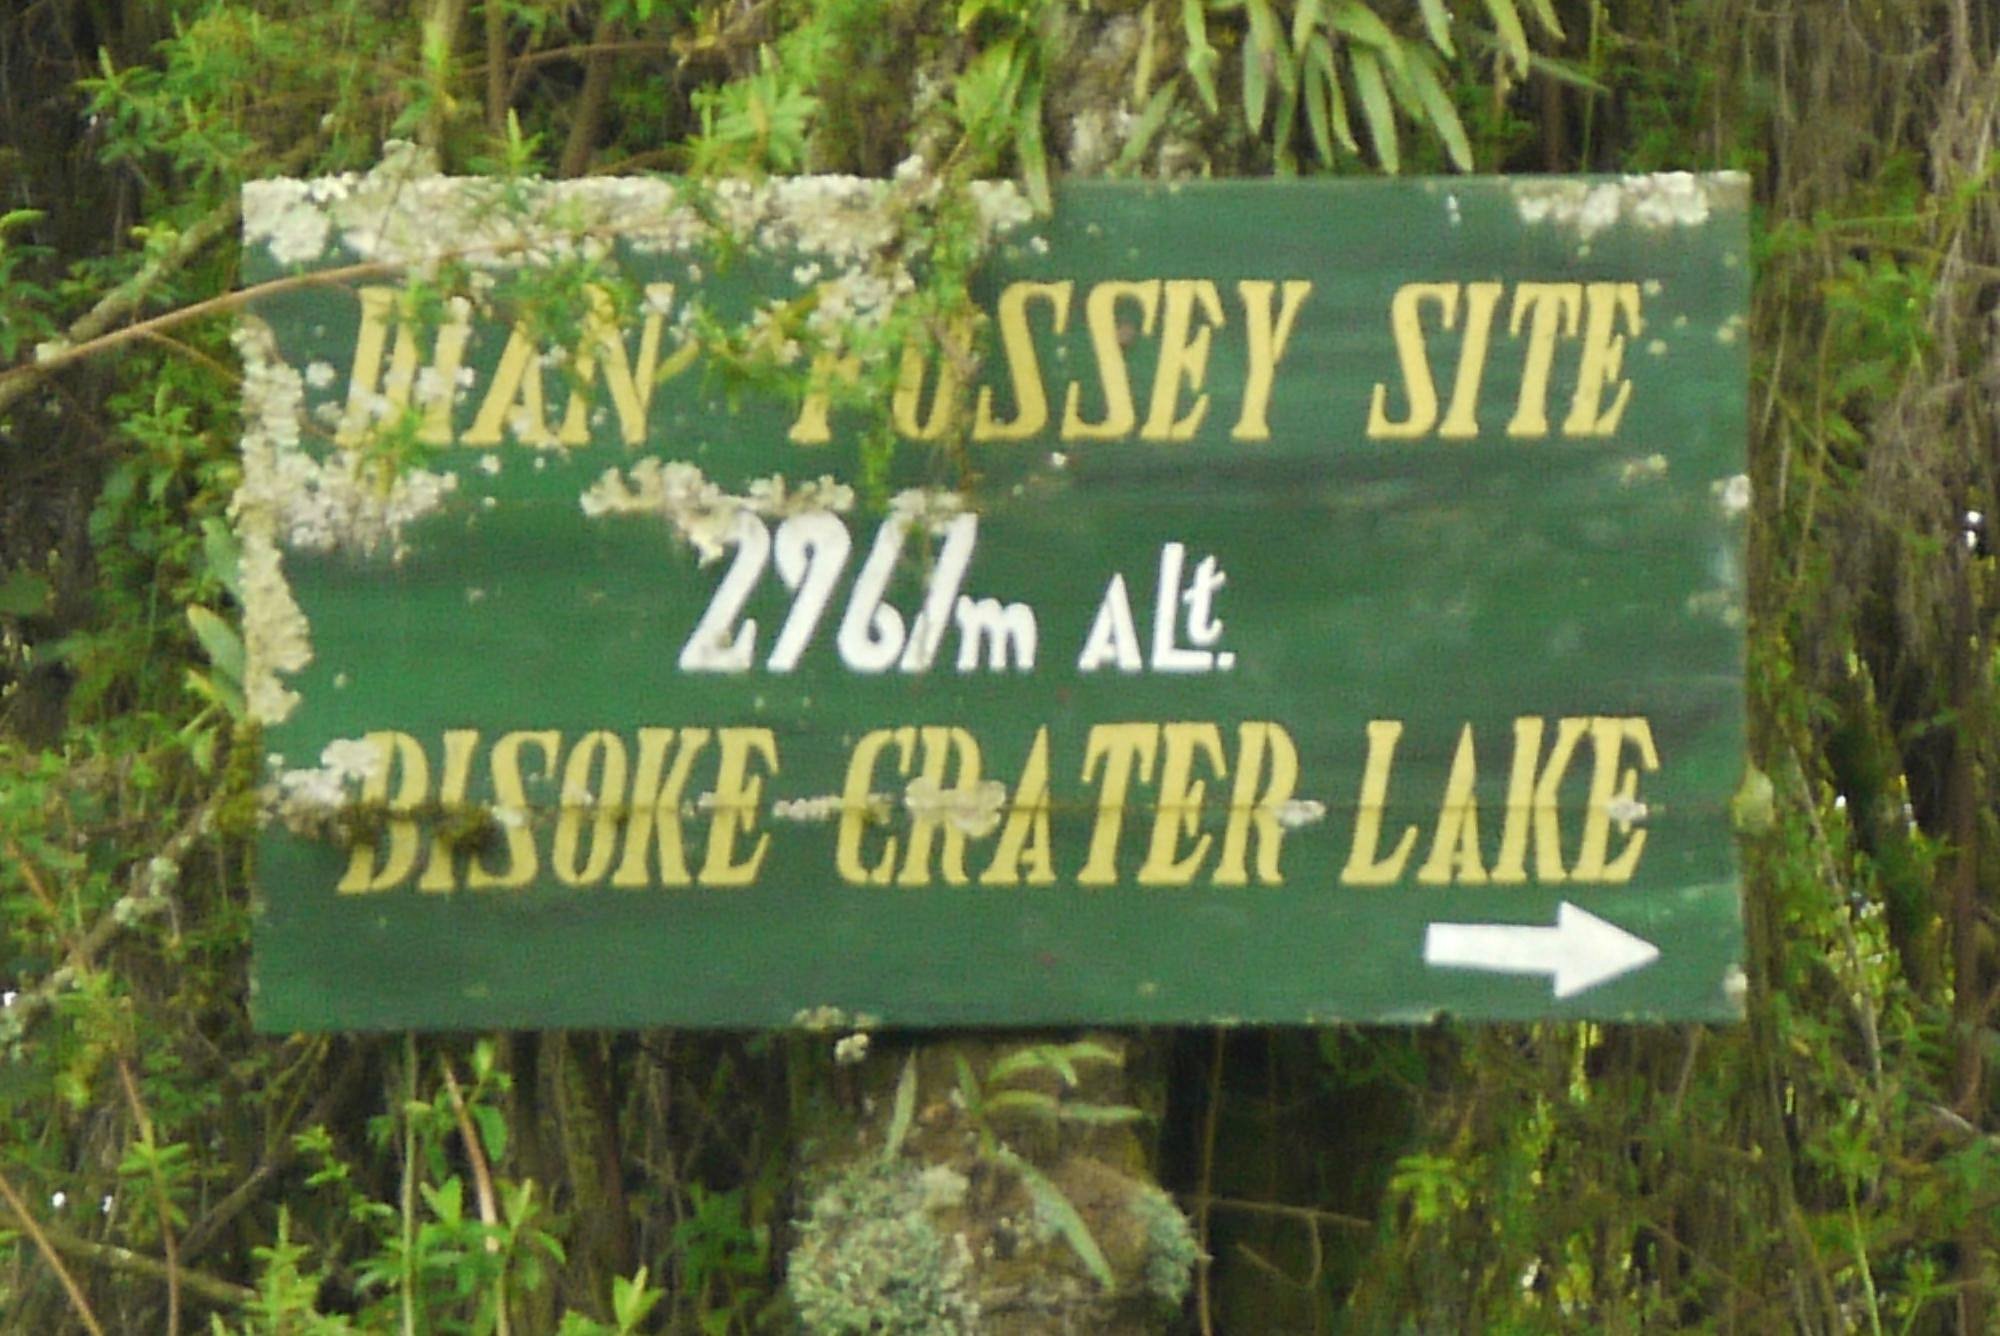 DIAN FOSSEY SITE
2967m ALt.
BISOKE CRATER LAKE